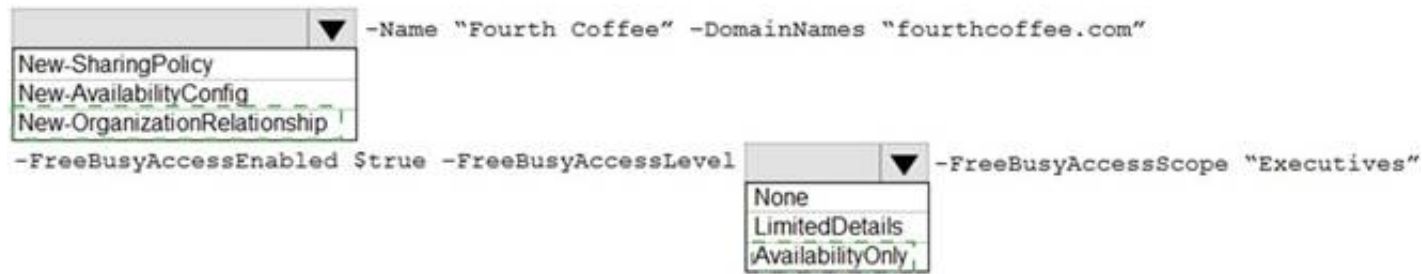 -Name “Fourth Coffee” -DomainNames “fourthcoffee.com”
New-SharingPolicy
New-AvailabilityConfig
New-OrganizationRelationship
-FreeBusyAccessEnabled $true -FreeBusyAccessLevel -FreeBusyAccessScope “Executives”
None
LimitedDetails
AvailabilityOnly